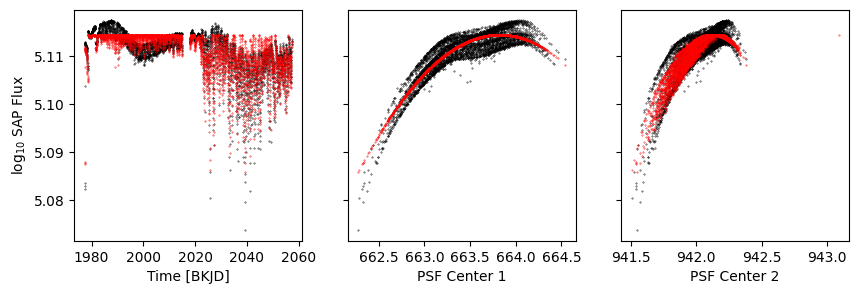 log₁₀ SAP Flux
5.11
5.10
5.09
5.08
1980 2000 2020 2040 2060
Time [BKJD]
662.5 663.0 663.5 664.0 664.5
PSF Center 1
941.5 942.0 942.5 943.0
PSF Center 2